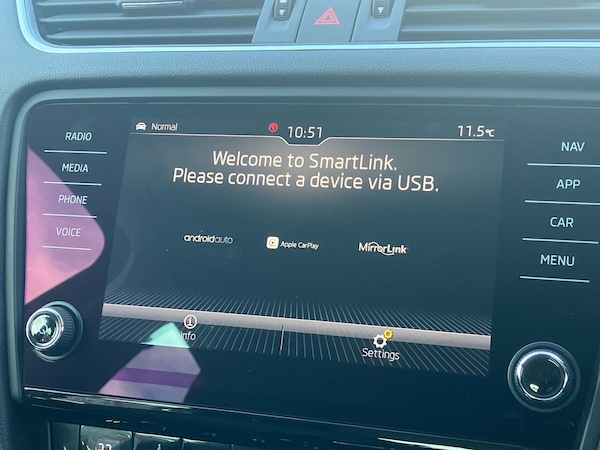 RADIO
MEDIA
PHONE
VOICE
Normal
10:51
11.5°C
Welcome to SmartLink.
Please connect a device via USB.
androidauto
Apple CarPlay
MirrorLink
Info
Settings
NAV
APP
CAR
MENU